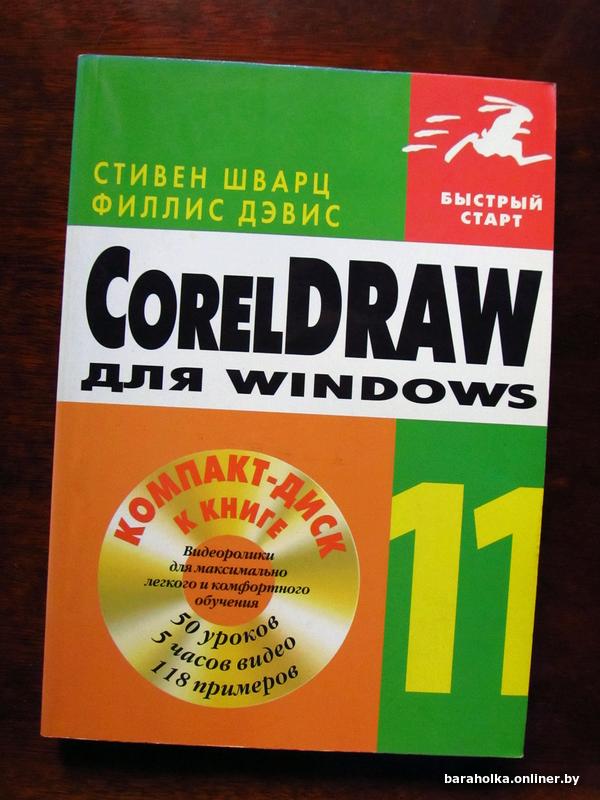 СТИВЕН ШВАРЦ
ФИЛЛИС ДЭВИС
БЫСТРЫЙ
СТАРТ
CORELDRAW
ДЛЯ WINDOWS
11
КОМПАКТ-ДИСК
К КНИГЕ
Видеоролики
для максимально
легкого и комфортного
обучения
50 уроков
5 часов видео
118 примеров
baraholka.onliner.by